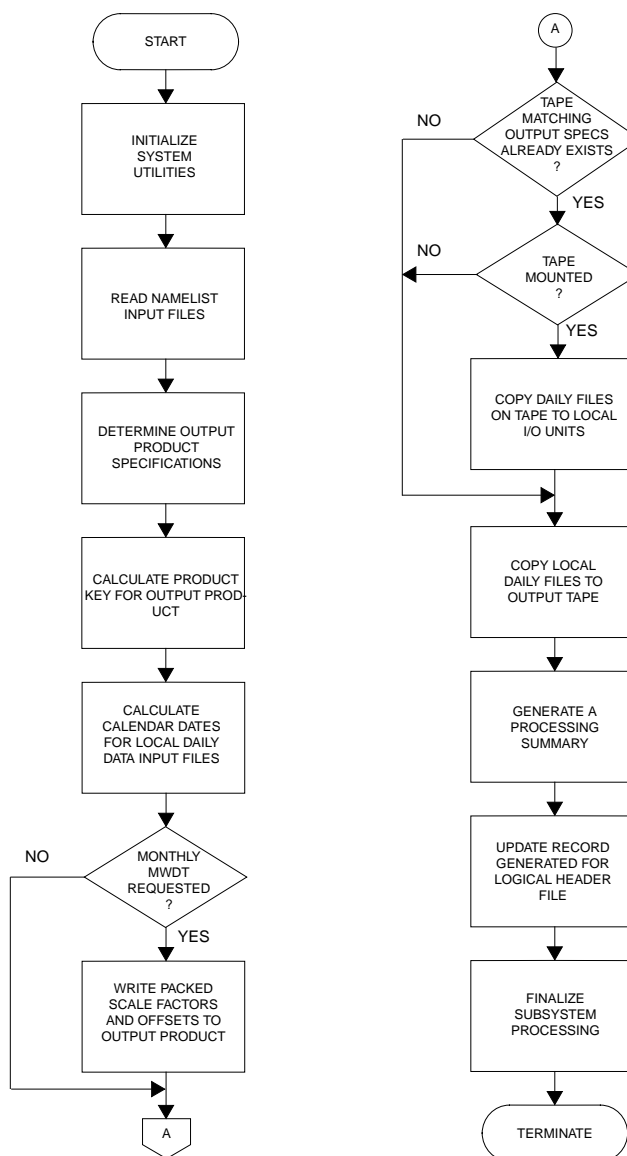 START
INITIALIZE
SYSTEM
UTILITIES
READ NAMELIST
INPUT FILES
DETERMINE OUTPUT
PRODUCT
SPECIFICATIONS
CALCULATE PRODUCT
KEY FOR OUTPUT PROD-
UCT
CALCULATE
CALENDAR DATES
FOR LOCAL DAILY
DATA INPUT FILES
MONTHLY
MWDT
REQUESTED
?
NO
YES
WRITE PACKED
SCALE FACTORS
AND OFFSETS TO
OUTPUT PRODUCT
A
A
TAPE
MATCHING
OUTPUT SPECS
ALREADY EXISTS
?
NO
YES
TAPE
MOUNTED
?
NO
YES
COPY DAILY FILES
ON TAPE TO LOCAL
I/O UNITS
COPY LOCAL
DAILY FILES TO
OUTPUT TAPE
GENERATE A
PROCESSING
SUMMARY
UPDATE RECORD
GENERATED FOR
LOGICAL HEADER
FILE
FINALIZE
SUBSYSTEM
PROCESSING
TERMINATE